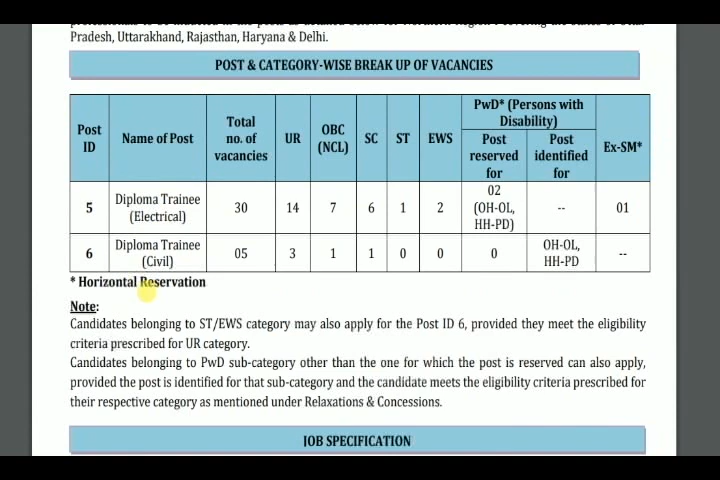 Pradesh, Uttarakhand, Rajasthan, Haryana & Delhi.
POST & CATEGORY-WISE BREAK UP OF VACANCIES
Post ID Name of Post Total no. of vacancies UR OBC (NCL) SC ST EWS PwD* (Persons with Disability) Post reserved for Post identified for Ex-SM*
5 Diploma Trainee (Electrical) 30 14 7 6 1 2 02 (OH-OL, HH-PD) -- 01
6 Diploma Trainee (Civil) 05 3 1 1 0 0 0 OH-OL, HH-PD --
* Horizontal Reservation
Note:
Candidates belonging to ST/EWS category may also apply for the Post ID 6, provided they meet the eligibility
criteria prescribed for UR category.
Candidates belonging to PwD sub-category other than the one for which the post is reserved can also apply,
provided the post is identified for that sub-category and the candidate meets the eligibility criteria prescribed for
their respective category as mentioned under Relaxations & Concessions.
JOB SPECIFICATION